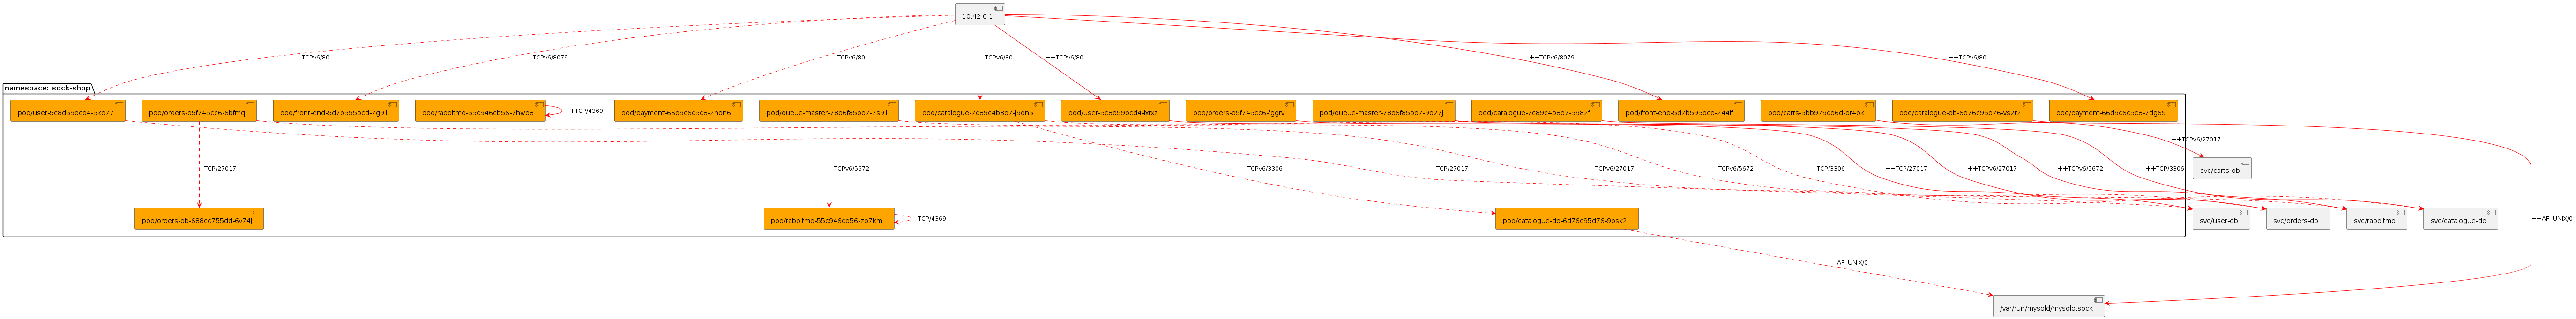 10.42.0.1
--TCPv6/80
--TCPv6/8079
--TCPv6/80
--TCPv6/80
++TCPv6/80
++TCPv6/8079
++TCPv6/80
namespace: sock-shop
pod/user-5c8d59bcd4-5kd77
pod/orders-d5f745cc6-6bfmq
pod/front-end-5d7b595bcd-7g9ll
pod/rabbitmq-55c946cb56-7hwb8
++TCP/4369
pod/payment-66d9c6c5c8-2nqn6
pod/queue-master-78b6f85bb7-7s9ll
pod/catalogue-7c89c4b8b7-j9qn5
pod/user-5c8d59bcd4-lxtxz
pod/orders-d5f745cc6-fggrv
pod/queue-master-78b6f85bb7-9p27j
pod/catalogue-7c89c4b8b7-5982f
pod/front-end-5d7b595bcd-244lf
pod/carts-5bb979cb6d-qt4bk
pod/catalogue-db-6d76c95d76-vs2t2
pod/payment-66d9c6c5c8-7dg69
++TCPv6/27017
--TCP/27017
--TCPv6/5672
--TCPv6/3306
--TCP/27017
--TCPv6/27017
--TCPv6/5672
--TCP/3306
++TCP/27017
++TCPv6/27017
++TCPv6/5672
++TCP/3306
svc/carts-db
pod/orders-db-688cc755dd-6v74j
pod/rabbitmq-55c946cb56-zp7km
--TCP/4369
pod/catalogue-db-6d76c95d76-9bsk2
svc/user-db
svc/orders-db
svc/rabbitmq
svc/catalogue-db
++AF_UNIX/0
--AF_UNIX/0
/var/run/mysqld/mysqld.sock